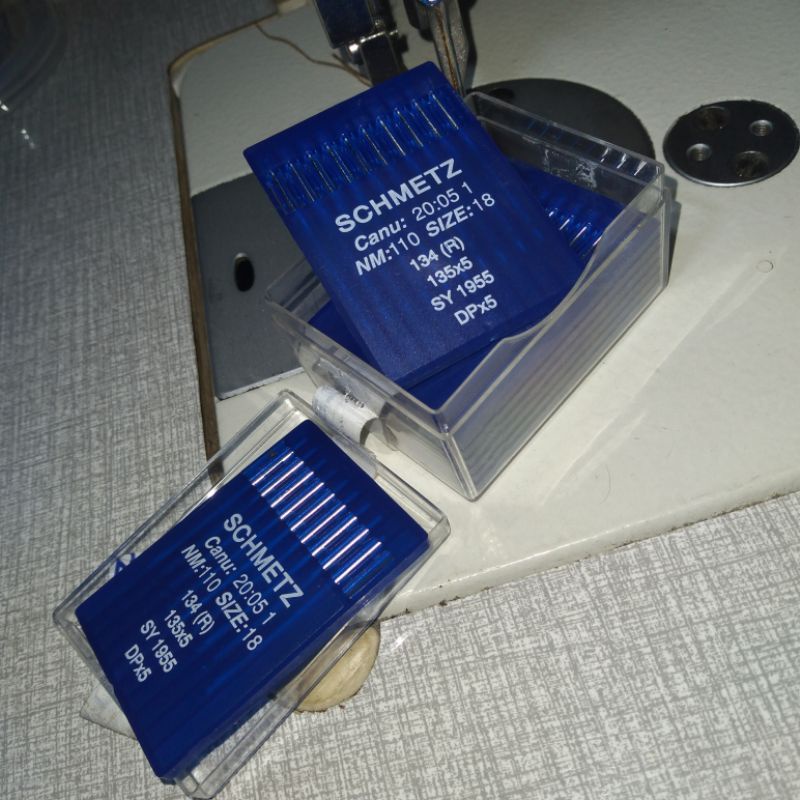 SCHMETZ
Canu: 20:05 1
NM:110 SIZE:18
134 (R)
135x5
SY 1955
DPx5
SCHMETZ
Canu: 20:05 1
NM:110 SIZE:18
134 (R)
135x5
SY 1955
DPx5